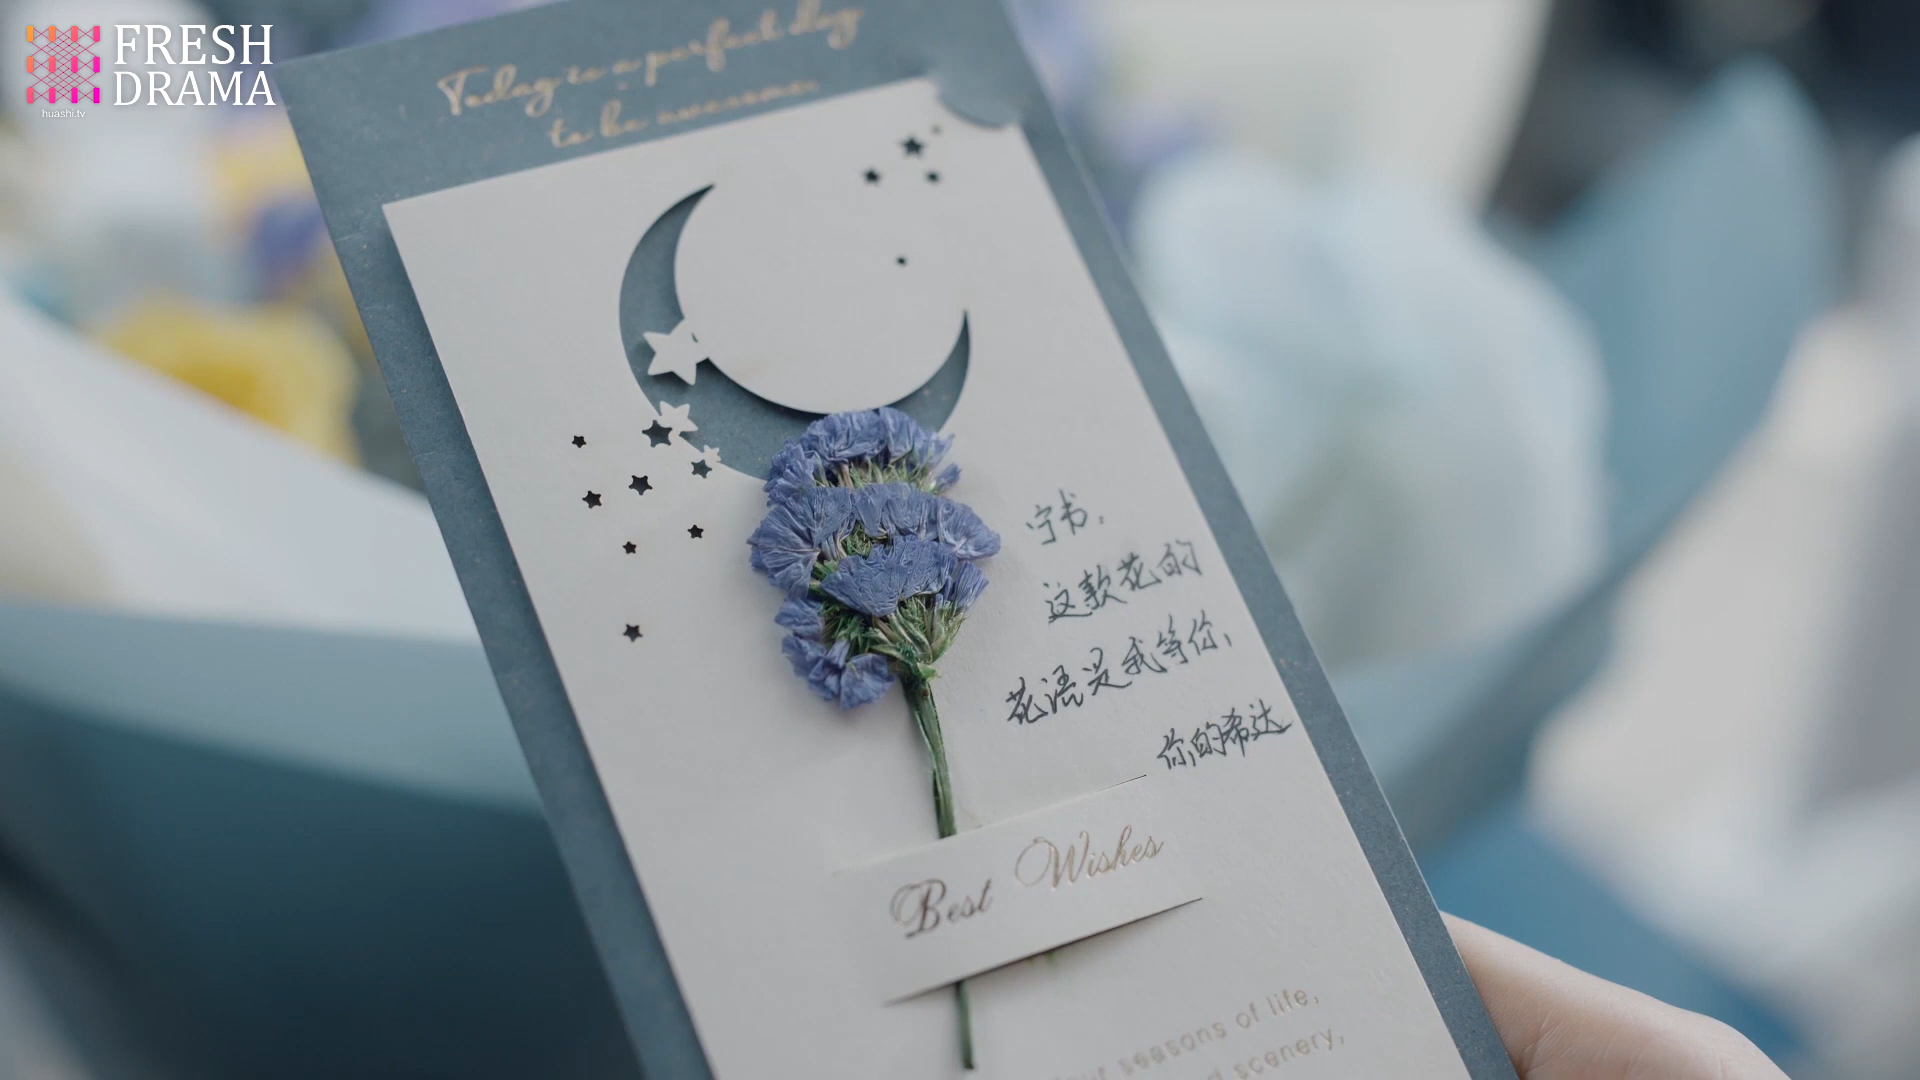 FRESH
DRAMA
huashi.tv
Today is a perfect day
to be awesome
宁书,
这款花的
花语是我等你,
你的希达
Best Wishes
seasons of life,
scenery,